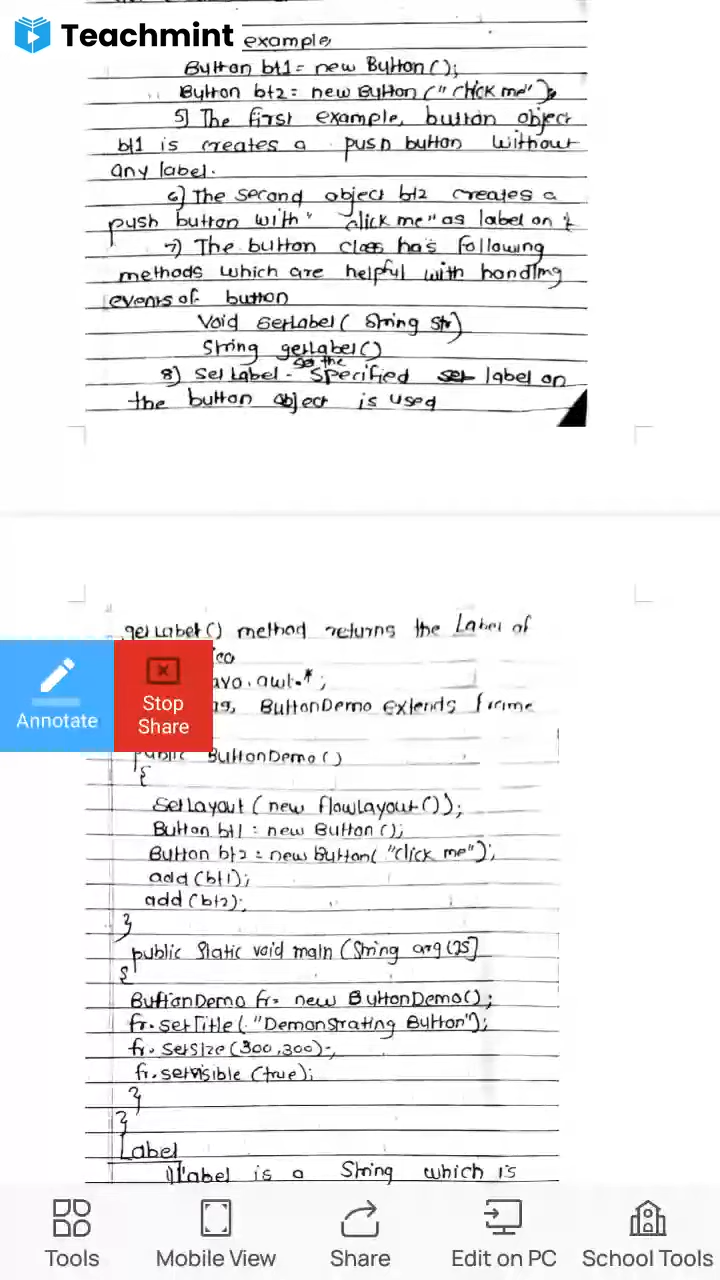 Teachmint
example,
Button bt1 = new Button();
Button bt2 = new Button ("click me");
5] The first example, button object
bt1 is creates a push button without
any label.
6] The second object bt2 creates a
push button with " click me" as label on it
7) The button class has following
methods which are helpful with handling
events of button
Void setLabel( String str)
String getLabel()
so the
8) setLabel - specified set label on
the button object is used
getLabel() method returns the Label of
.awt.*;
ButtonDemo extends frame
Annotate
Stop
Share
public ButtonDemo()
{
setLayout (new flowLayout());
Button bt1 = new Button ();
Button bt2 = new Button( "click me");
add (bt1);
add (bt2);
}
public static void main (String
{
ButtonDemo fr= new ButtonDemo();
fr.setTitle( "Demonstrating Button");
fr.setsize (300,300);
fr.setvisible (true);
}
}
Label
1) Label is a String which is
Tools
Mobile View
Share
Edit on PC
School Tools